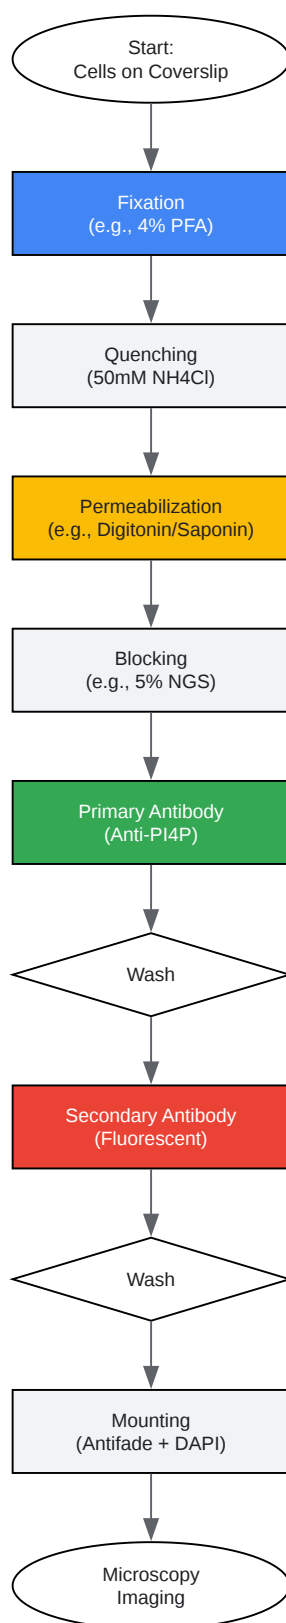 Start:
Cells on Coverslip
Fixation
(e.g., 4% PFA)
Quenching
(50mM NH4Cl)
Permeabilization
(e.g., Digitonin/Saponin)
Blocking
(e.g., 5% NGS)
Primary Antibody
(Anti-PI4P)
Wash
Secondary Antibody
(Fluorescent)
Wash
Mounting
(Antifade + DAPI)
Microscopy
Imaging